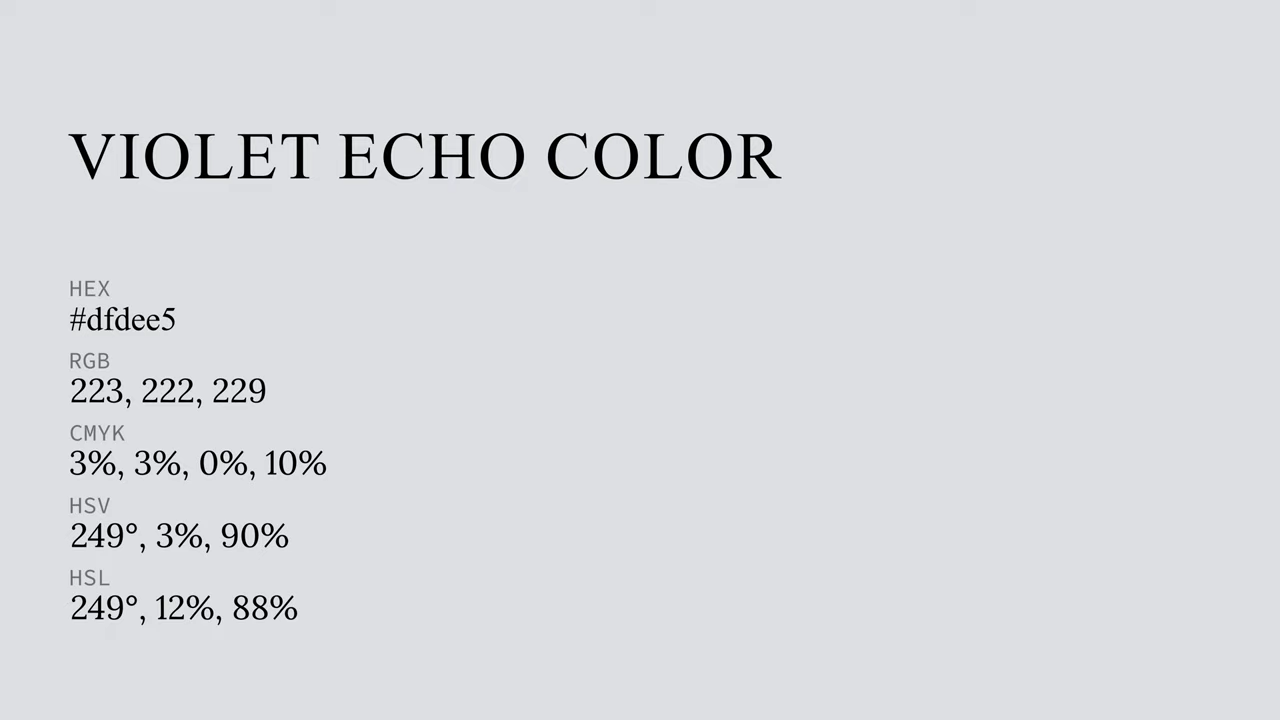 VIOLET ECHO COLOR
HEX
#dfdee5
RGB
223, 222, 229
CMYK
3%, 3%, 0%, 10%
HSV
249°, 3%, 90%
HSL
249°, 12%, 88%